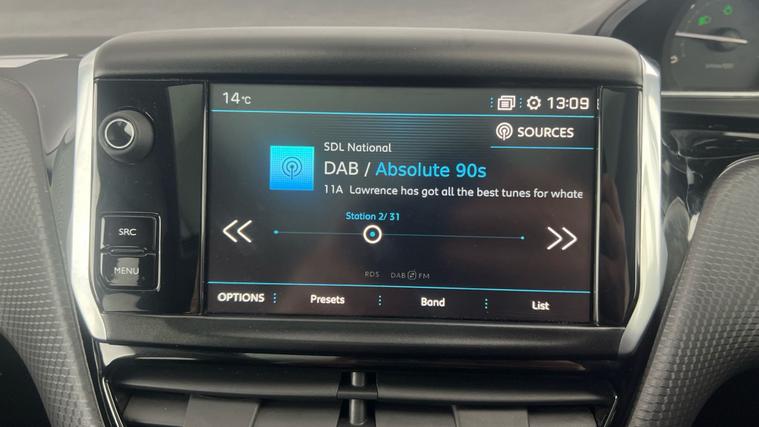 14°C 13:09
SOURCES
SDL National
DAB / Absolute 90s
11A Lawrence has got all the best tunes for whate
Station 2/ 31
SRC
MENU
RDS DAB FM
OPTIONS Presets Band List